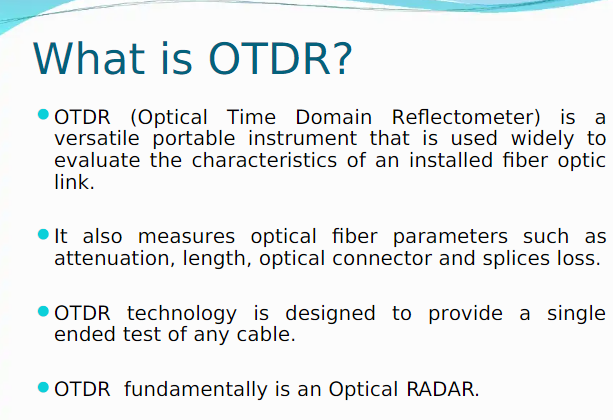 What is OTDR?
OTDR (Optical Time Domain Reflectometer) is a
versatile portable instrument that is used widely to
evaluate the characteristics of an installed fiber optic
link.
It also measures optical fiber parameters such as
attenuation, length, optical connector and splices loss.
OTDR technology is designed to provide a single
ended test of any cable.
OTDR fundamentally is an Optical RADAR.